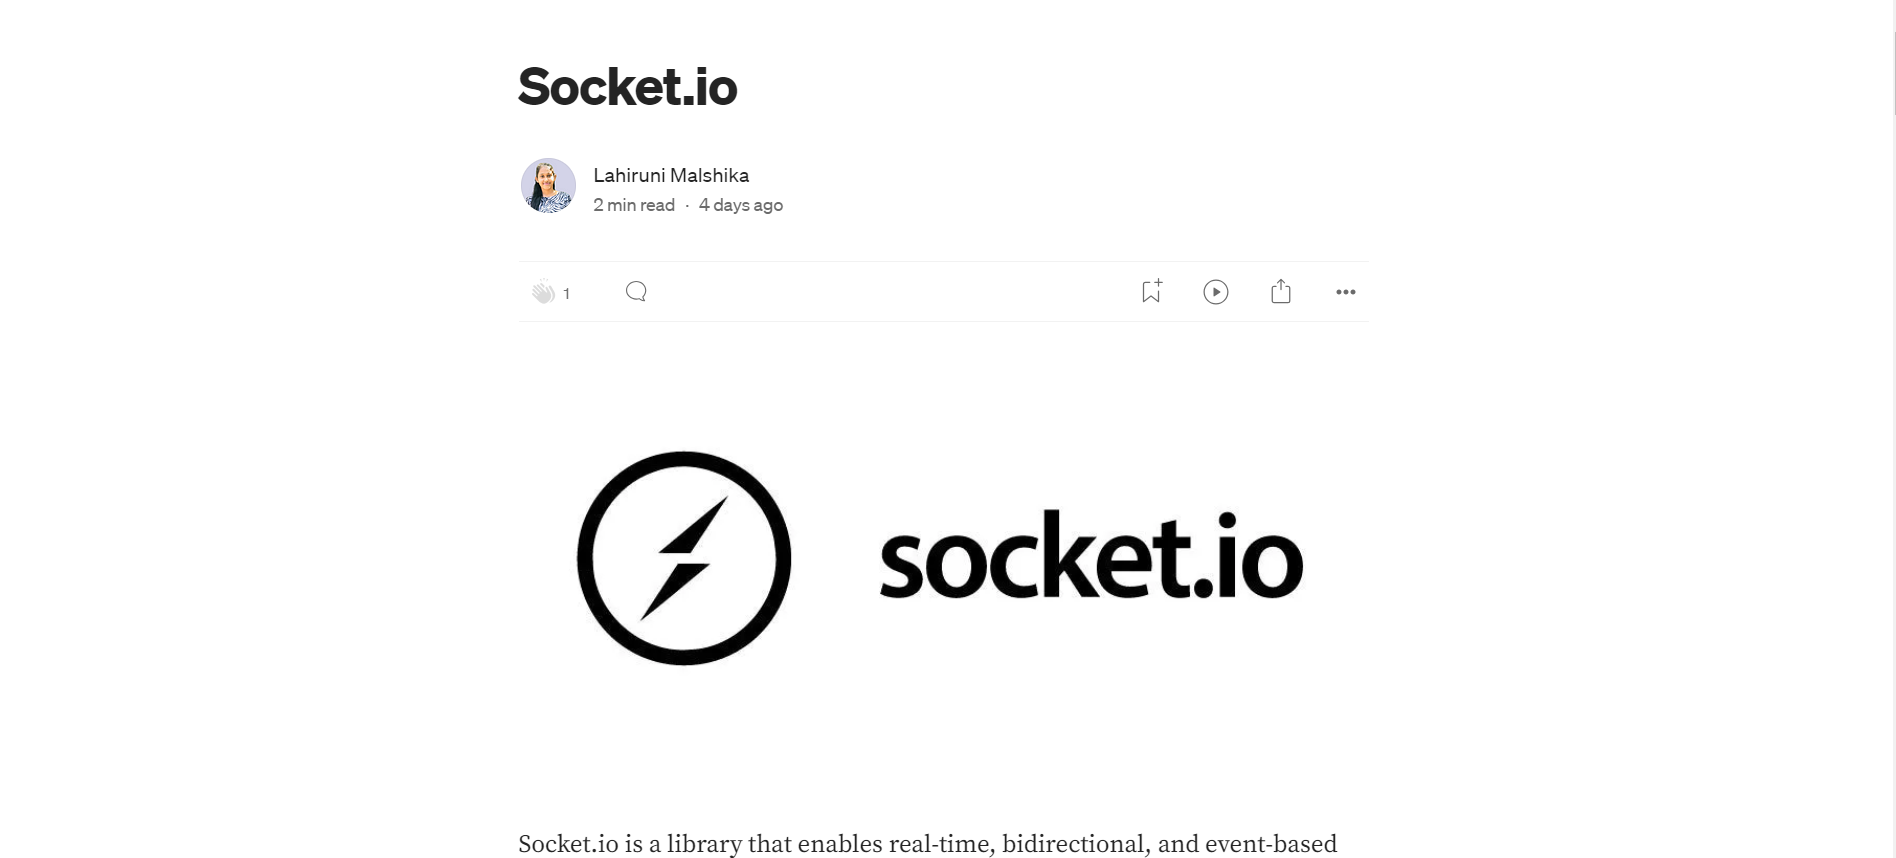 Socket.io
Lahiruni Malshika
2 min read · 4 days ago
1
socket.io
Socket.io is a library that enables real-time, bidirectional, and event-based